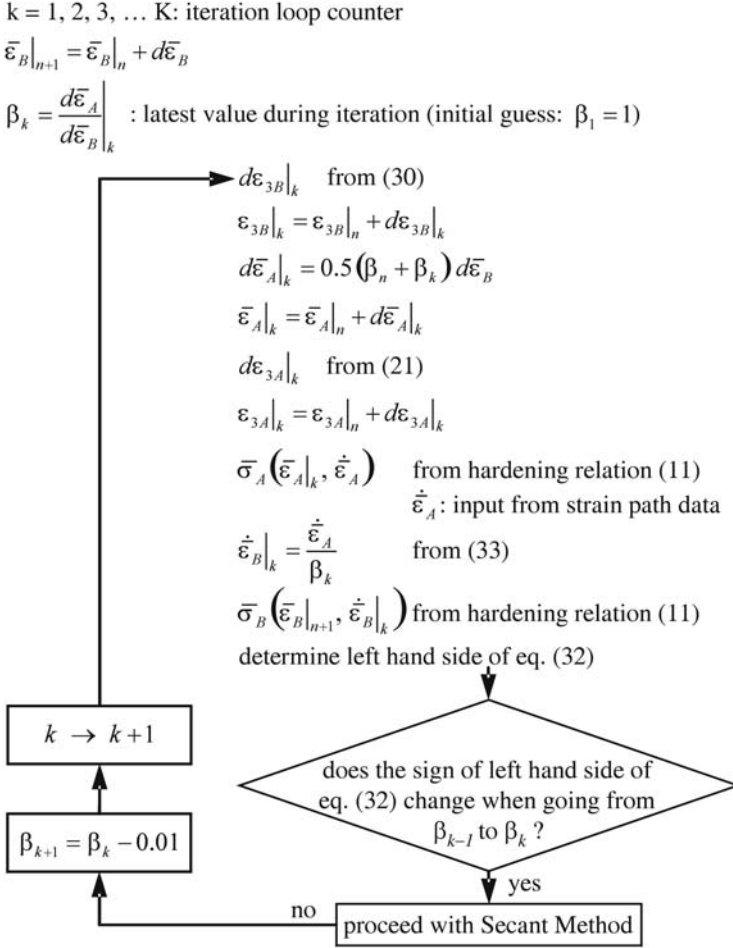 k = 1, 2, 3, … K: iteration loop counter
ε̄_B|_{n+1} = ε̄_B|_n + dε̄_B
β_k = dε̄_A/dε̄_B|_k : latest value during iteration (initial guess: β_1 = 1)
dε_{3B}|_k from (30)
ε_{3B}|_k = ε_{3B}|_n + dε_{3B}|_k
dε̄_A|_k = 0.5(β_n + β_k)dε̄_B
ε̄_A|_k = ε̄_A|_n + dε̄_A|_k
dε_{3A}|_k from (21)
ε_{3A}|_k = ε_{3A}|_n + dε_{3A}|_k
σ̄_A(ε̄_A|_k, ε̄̇_A) from hardening relation (11)
ε̄̇_A: input from strain path data
ε̄̇_B|_k = ε̄̇_A/β_k from (33)
σ̄_B(ε̄_B|_{n+1}, ε̄̇_B|_k) from hardening relation (11)
determine left hand side of eq. (32)
does the sign of left hand side of
eq. (32) change when going from
β_{k–1} to β_k ?
yes
proceed with Secant Method
no
β_{k+1} = β_k − 0.01
k → k+1